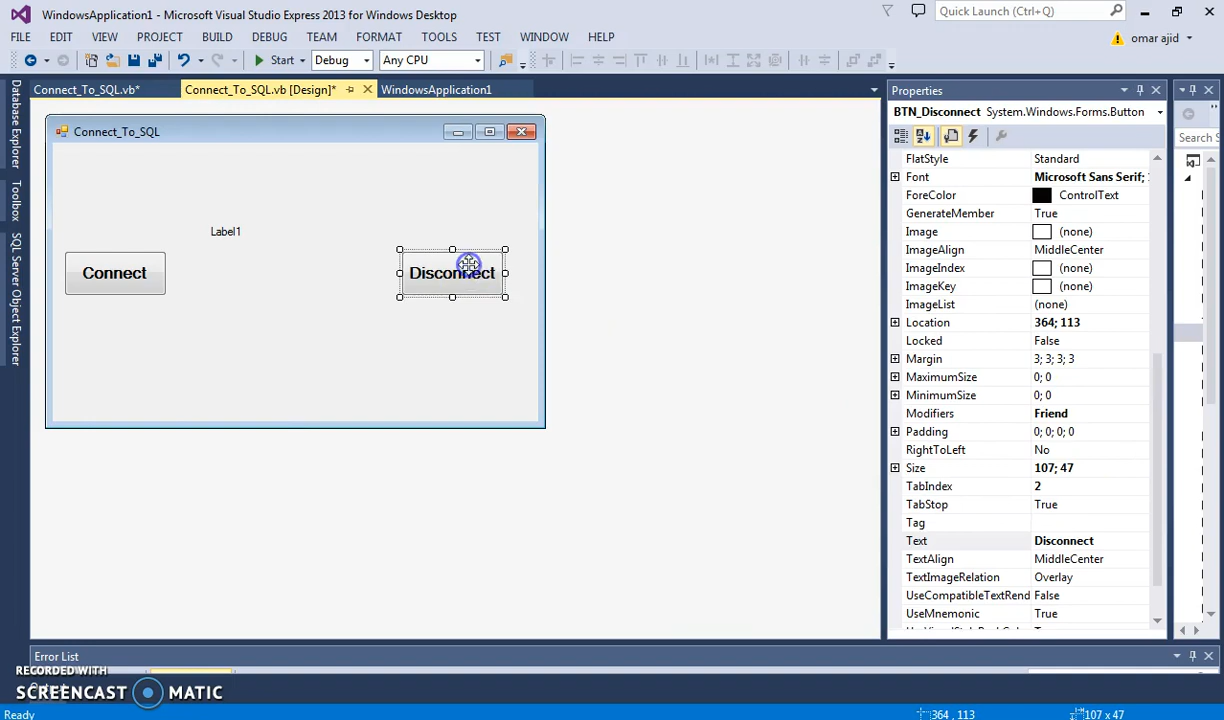 WindowsApplication1 - Microsoft Visual Studio Express 2013 for Windows Desktop
Quick Launch (Ctrl+Q)
FILE EDIT VIEW PROJECT BUILD DEBUG TEAM FORMAT TOOLS TEST WINDOW HELP
omar ajid
Start Debug Any CPU
Connect_To_SQL.vb* Connect_To_SQL.vb [Design]* WindowsApplication1
Database Explorer
Toolbox
SQL Server Object Explorer
Connect_To_SQL
Label1
Connect
Disconnect
Properties
BTN_Disconnect System.Windows.Forms.Button
FlatStyle Standard
Font Microsoft Sans Serif;
ForeColor ControlText
GenerateMember True
Image (none)
ImageAlign MiddleCenter
ImageIndex (none)
ImageKey (none)
ImageList (none)
Location 364; 113
Locked False
Margin 3; 3; 3; 3
MaximumSize 0; 0
MinimumSize 0; 0
Modifiers Friend
Padding 0; 0; 0; 0
RightToLeft No
Size 107; 47
TabIndex 2
TabStop True
Tag
Text Disconnect
TextAlign MiddleCenter
TextImageRelation Overlay
UseCompatibleTextRend False
UseMnemonic True
Search S
Error List
RECORDED WITH
SCREENCAST MATIC
Ready
364 , 113
107 x 47